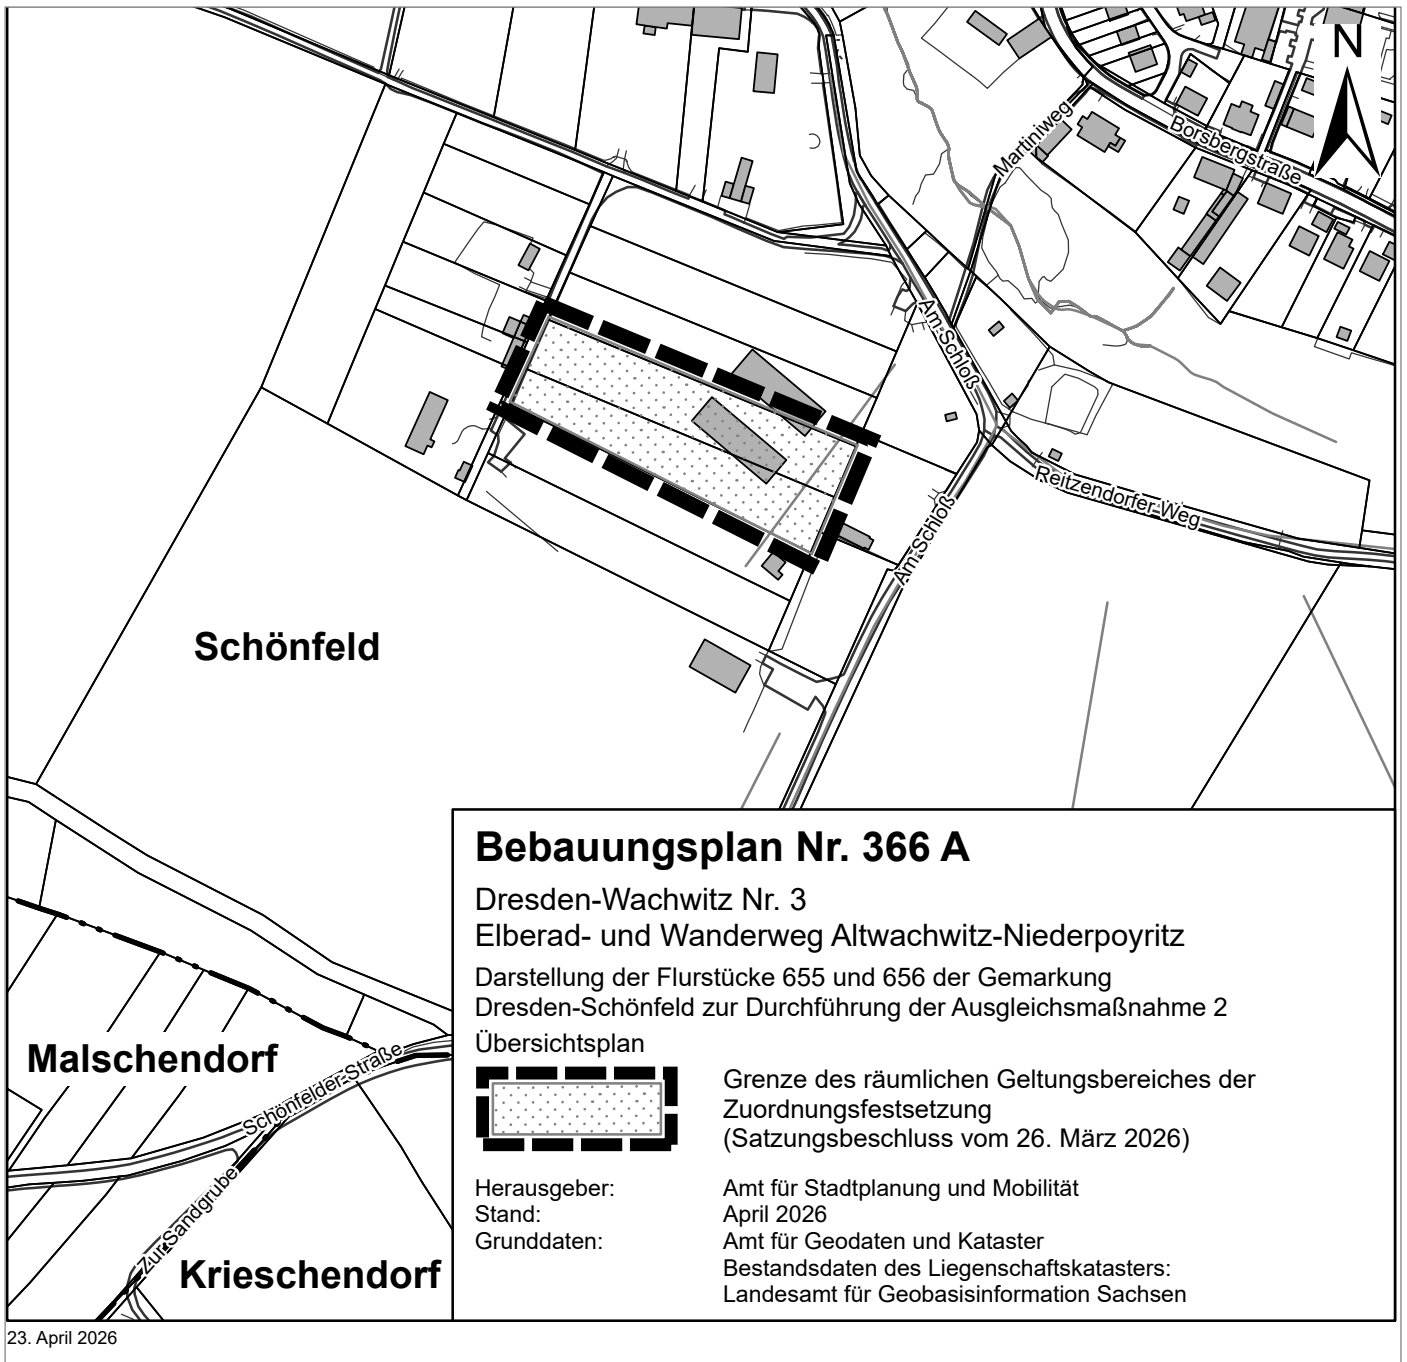 N
Martiniweg
Borsbergstraße
Am Schloß
Reitzendorfer Weg
Am Schloß
Schönfeld
Malschendorf
Schönfelder Straße
Zur Sandgrube
Krieschendorf
Bebauungsplan Nr. 366 A
Dresden-Wachwitz Nr. 3
Elberad- und Wanderweg Altwachwitz-Niederpoyritz
Darstellung der Flurstücke 655 und 656 der Gemarkung
Dresden-Schönfeld zur Durchführung der Ausgleichsmaßnahme 2
Übersichtsplan
Grenze des räumlichen Geltungsbereiches der
Zuordnungsfestsetzung
(Satzungsbeschluss vom 26. März 2026)
Herausgeber: Amt für Stadtplanung und Mobilität
Stand: April 2026
Grunddaten: Amt für Geodaten und Kataster
Bestandsdaten des Liegenschaftskatasters:
Landesamt für Geobasisinformation Sachsen
23. April 2026